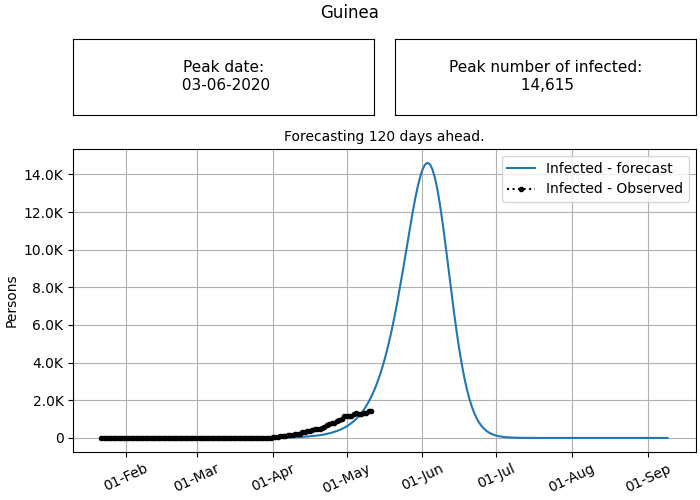 Guinea
Peak date:
03-06-2020
Peak number of infected:
14,615
Forecasting 120 days ahead.
Infected - forecast
Infected - Observed
Persons
14.0K
12.0K
10.0K
8.0K
6.0K
4.0K
2.0K
0
01-Feb
01-Mar
01-Apr
01-May
01-Jun
01-Jul
01-Aug
01-Sep